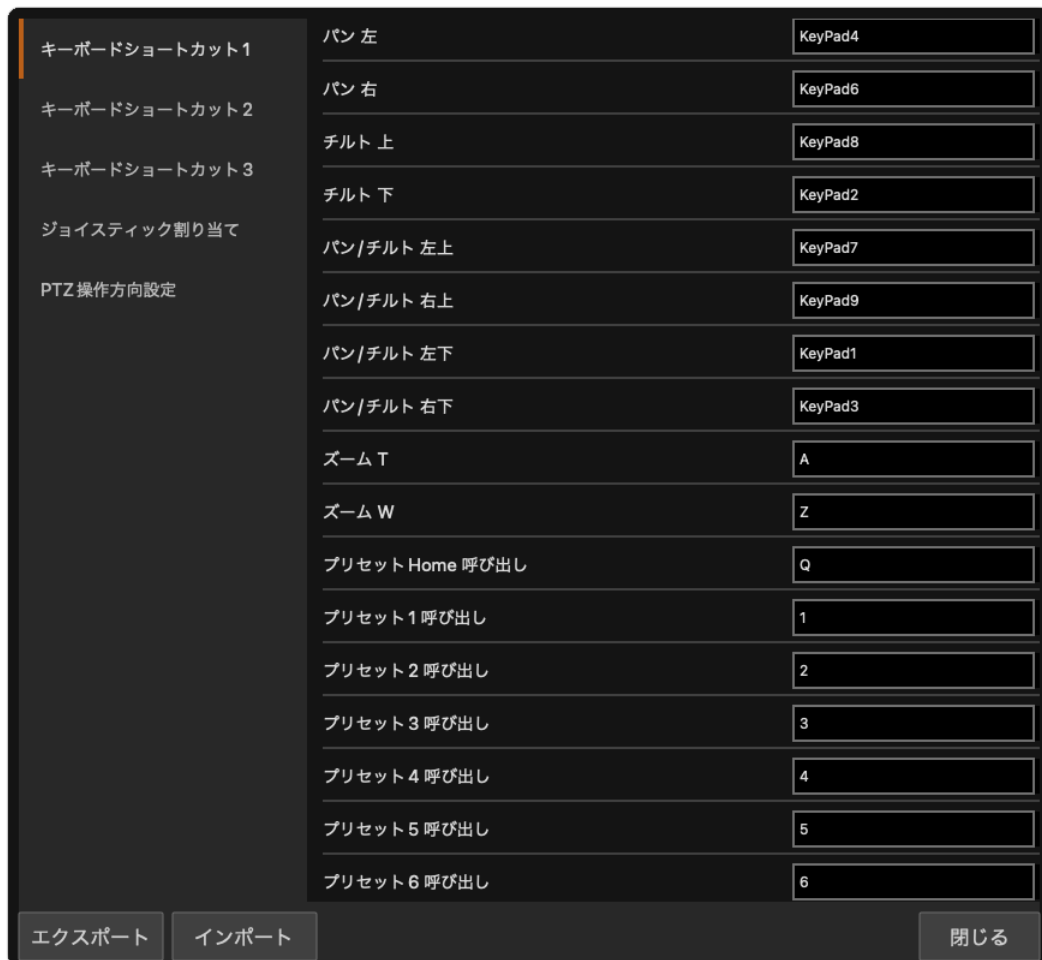 キーボードショートカット1
キーボードショートカット2
キーボードショートカット3
ジョイスティック割り当て
PTZ操作方向設定
パン 左 KeyPad4
パン 右 KeyPad6
チルト 上 KeyPad8
チルト 下 KeyPad2
パン/チルト 左上 KeyPad7
パン/チルト 右上 KeyPad9
パン/チルト 左下 KeyPad1
パン/チルト 右下 KeyPad3
ズーム T A
ズーム W Z
プリセット Home 呼び出し Q
プリセット 1 呼び出し 1
プリセット 2 呼び出し 2
プリセット 3 呼び出し 3
プリセット 4 呼び出し 4
プリセット 5 呼び出し 5
プリセット 6 呼び出し 6
エクスポート インポート 閉じる